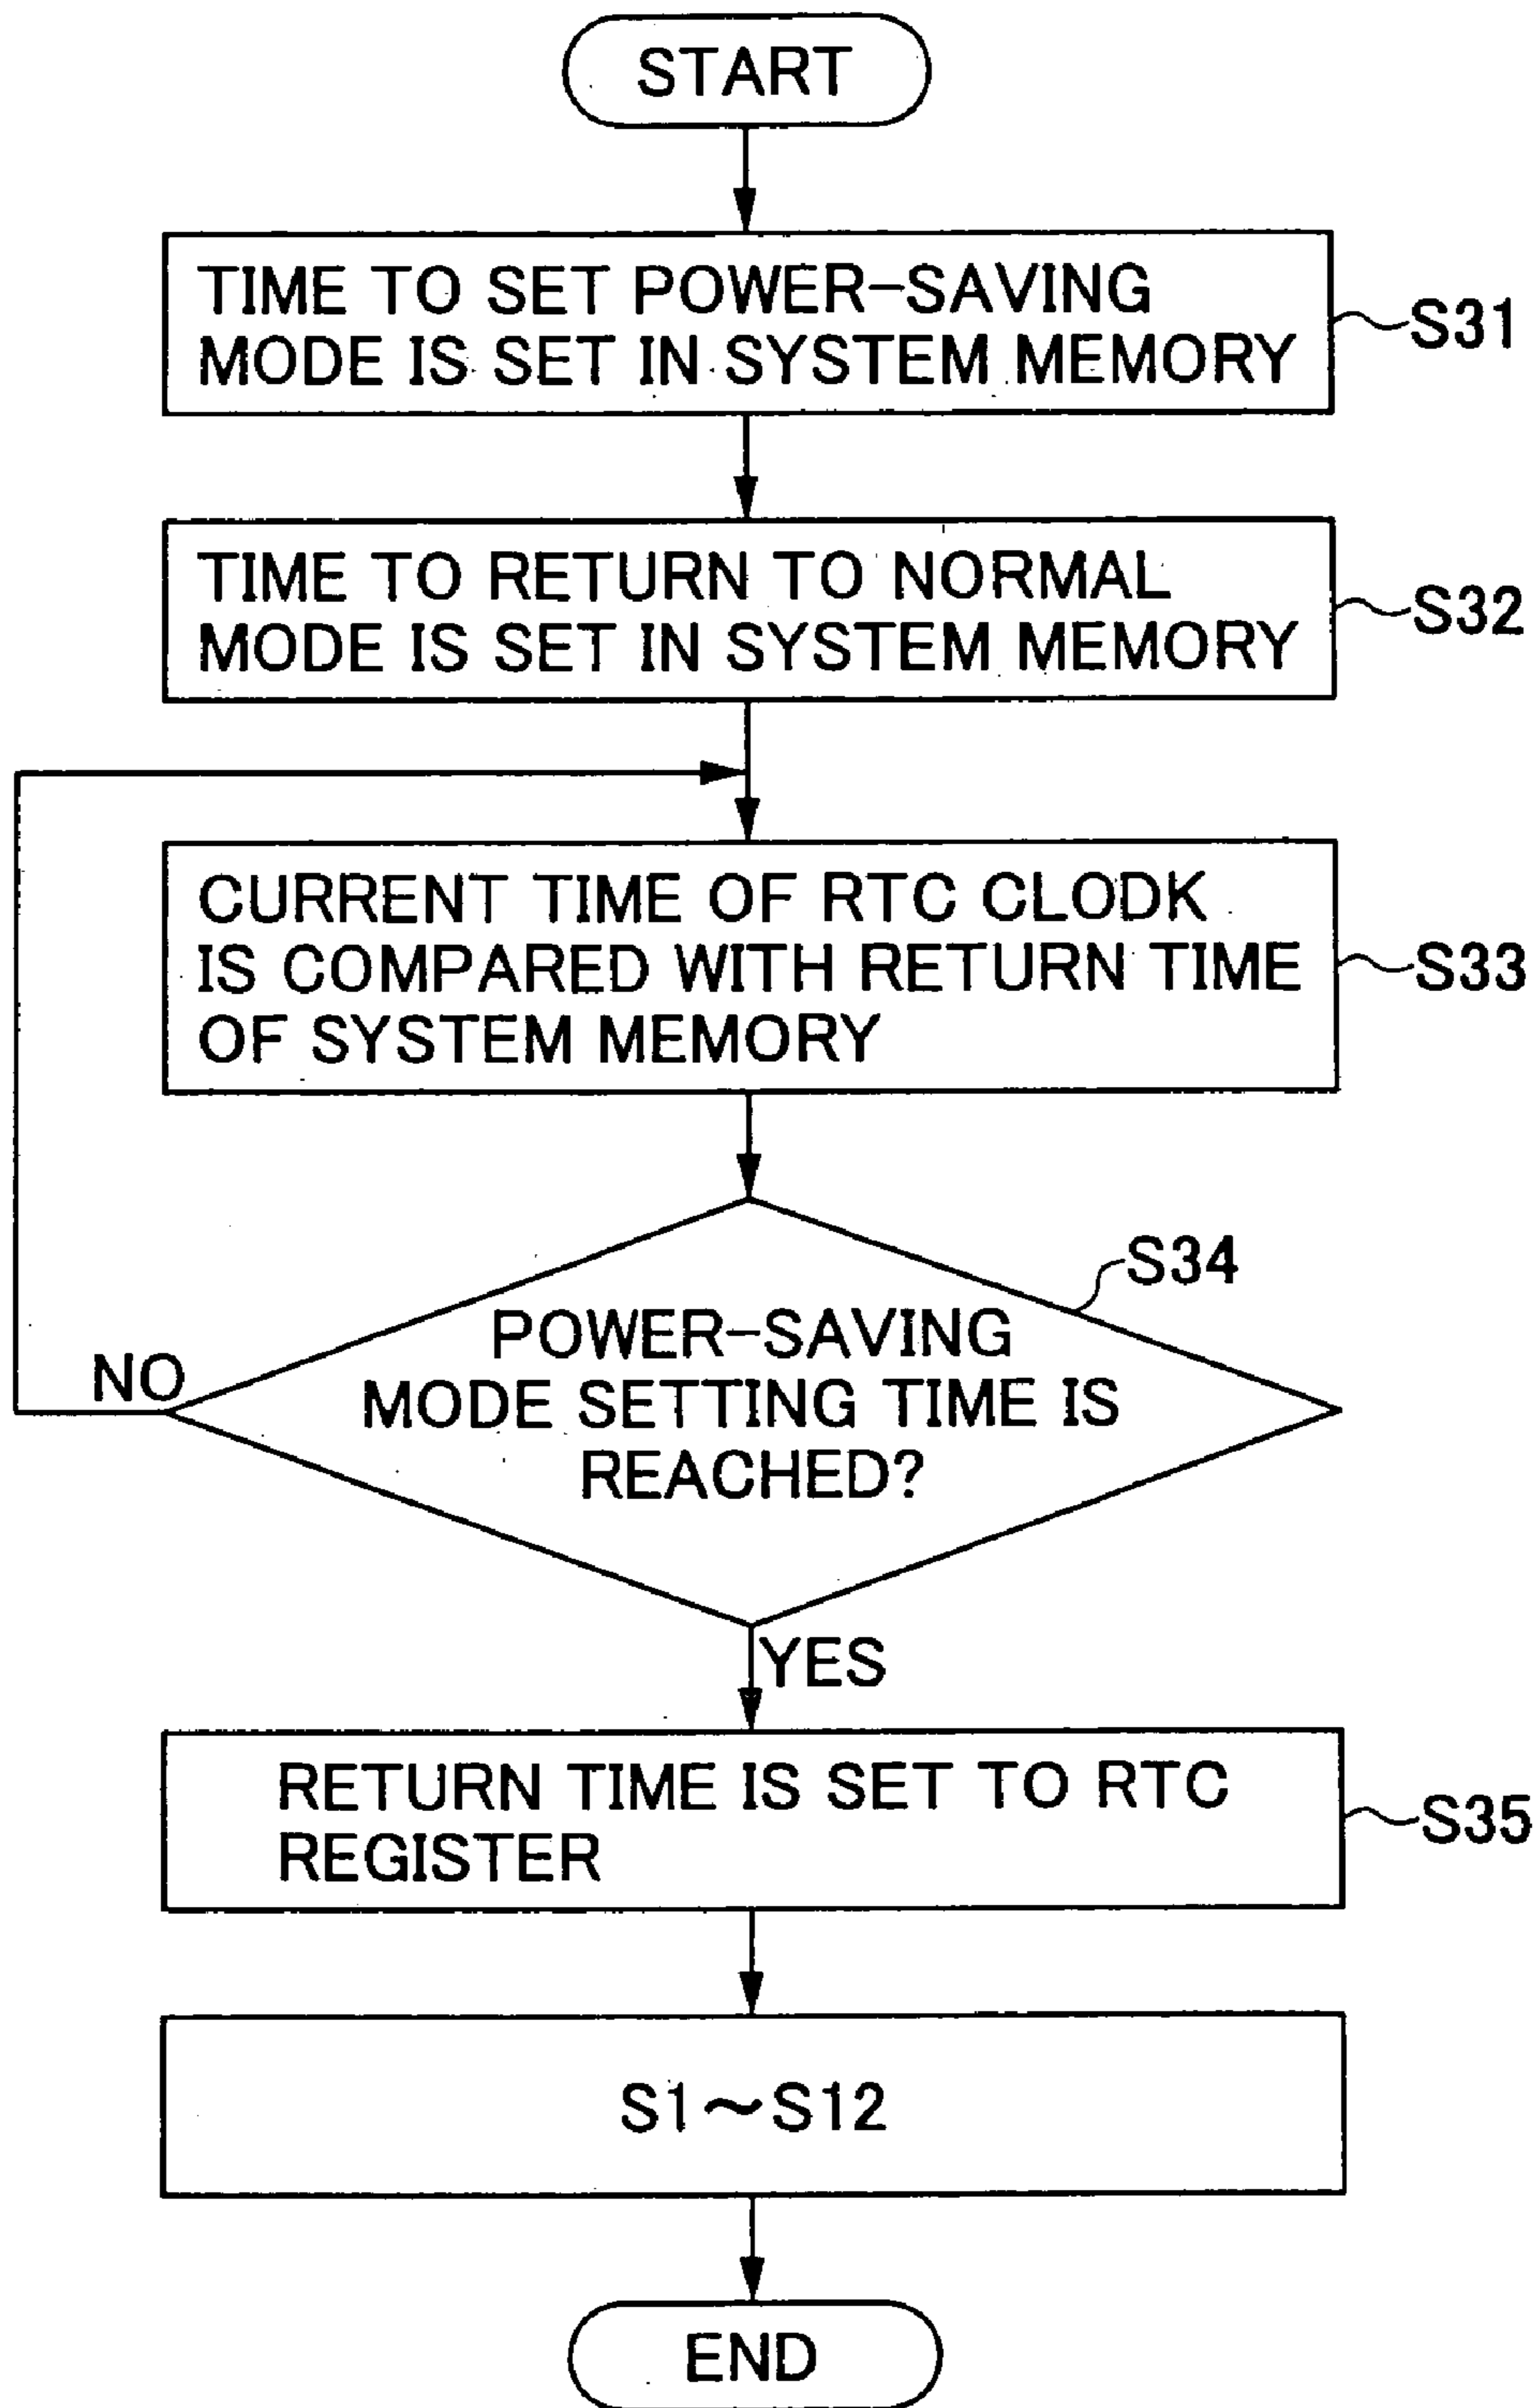 START
TIME TO SET POWER-SAVING
MODE IS SET IN SYSTEM MEMORY
S31
TIME TO RETURN TO NORMAL
MODE IS SET IN SYSTEM MEMORY
S32
CURRENT TIME OF RTC CLODK
IS COMPARED WITH RETURN TIME
OF SYSTEM MEMORY
S33
S34
POWER-SAVING
MODE SETTING TIME IS
REACHED?
NO
YES
RETURN TIME IS SET TO RTC
REGISTER
S35
S1~S12
END